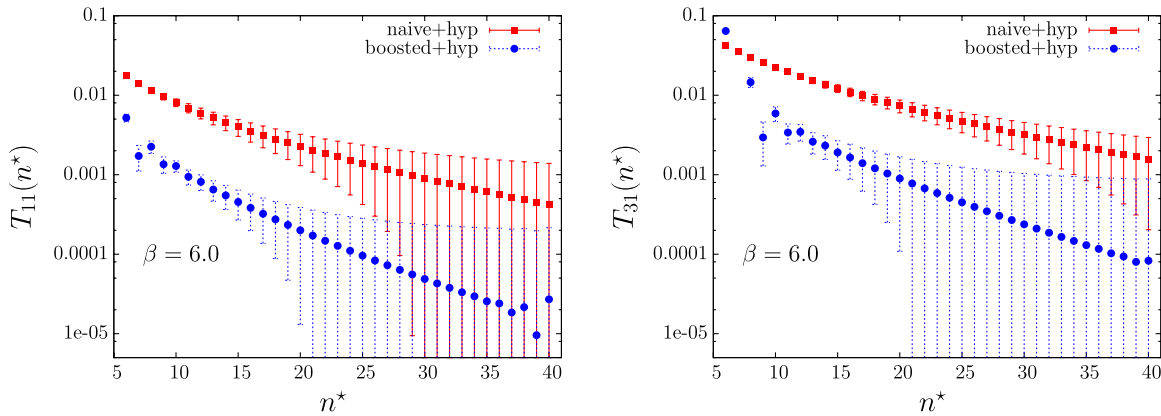 0.1
0.01
0.001
0.0001
1e-05
5 10 15 20 25 30 35 40
T₁₁(n⋆)
n⋆
naive+hyp
boosted+hyp
β = 6.0
0.1
0.01
0.001
0.0001
1e-05
5 10 15 20 25 30 35 40
T₃₁(n⋆)
n⋆
naive+hyp
boosted+hyp
β = 6.0